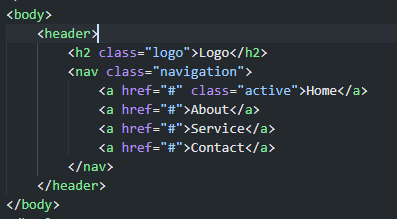 <body>
<header>
<h2 class="logo">Logo</h2>
<nav class="navigation">
<a href="#" class="active">Home</a>
<a href="#">About</a>
<a href="#">Service</a>
<a href="#">Contact</a>
</nav>
</header>
</body>